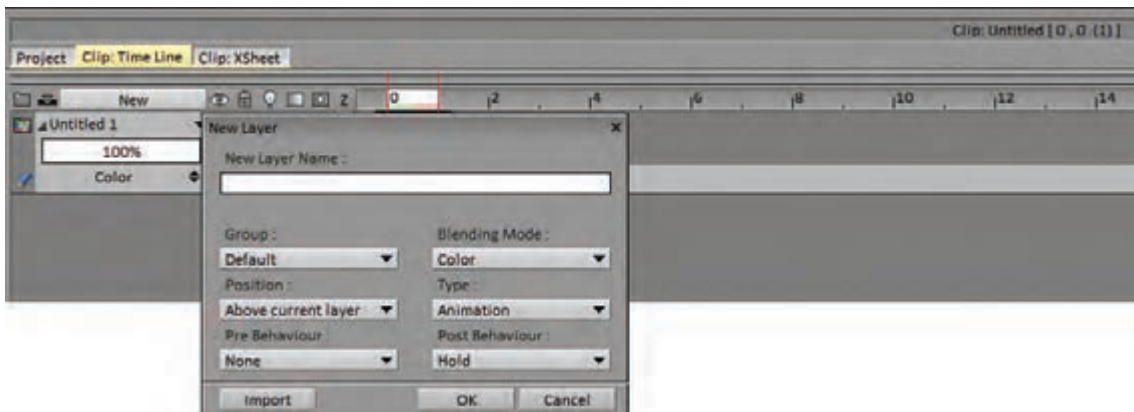 Clip: Untitled [ 0 , 0 (1) ]
Project Clip: Time Line Clip: XSheet
New z 0 2 4 6 8 10 12 14
Untitled 1
100%
Color
New Layer x
New Layer Name :
Group : Blending Mode :
Default Color
Position : Type :
Above current layer Animation
Pre Behaviour : Post Behaviour :
None Hold
Import OK Cancel